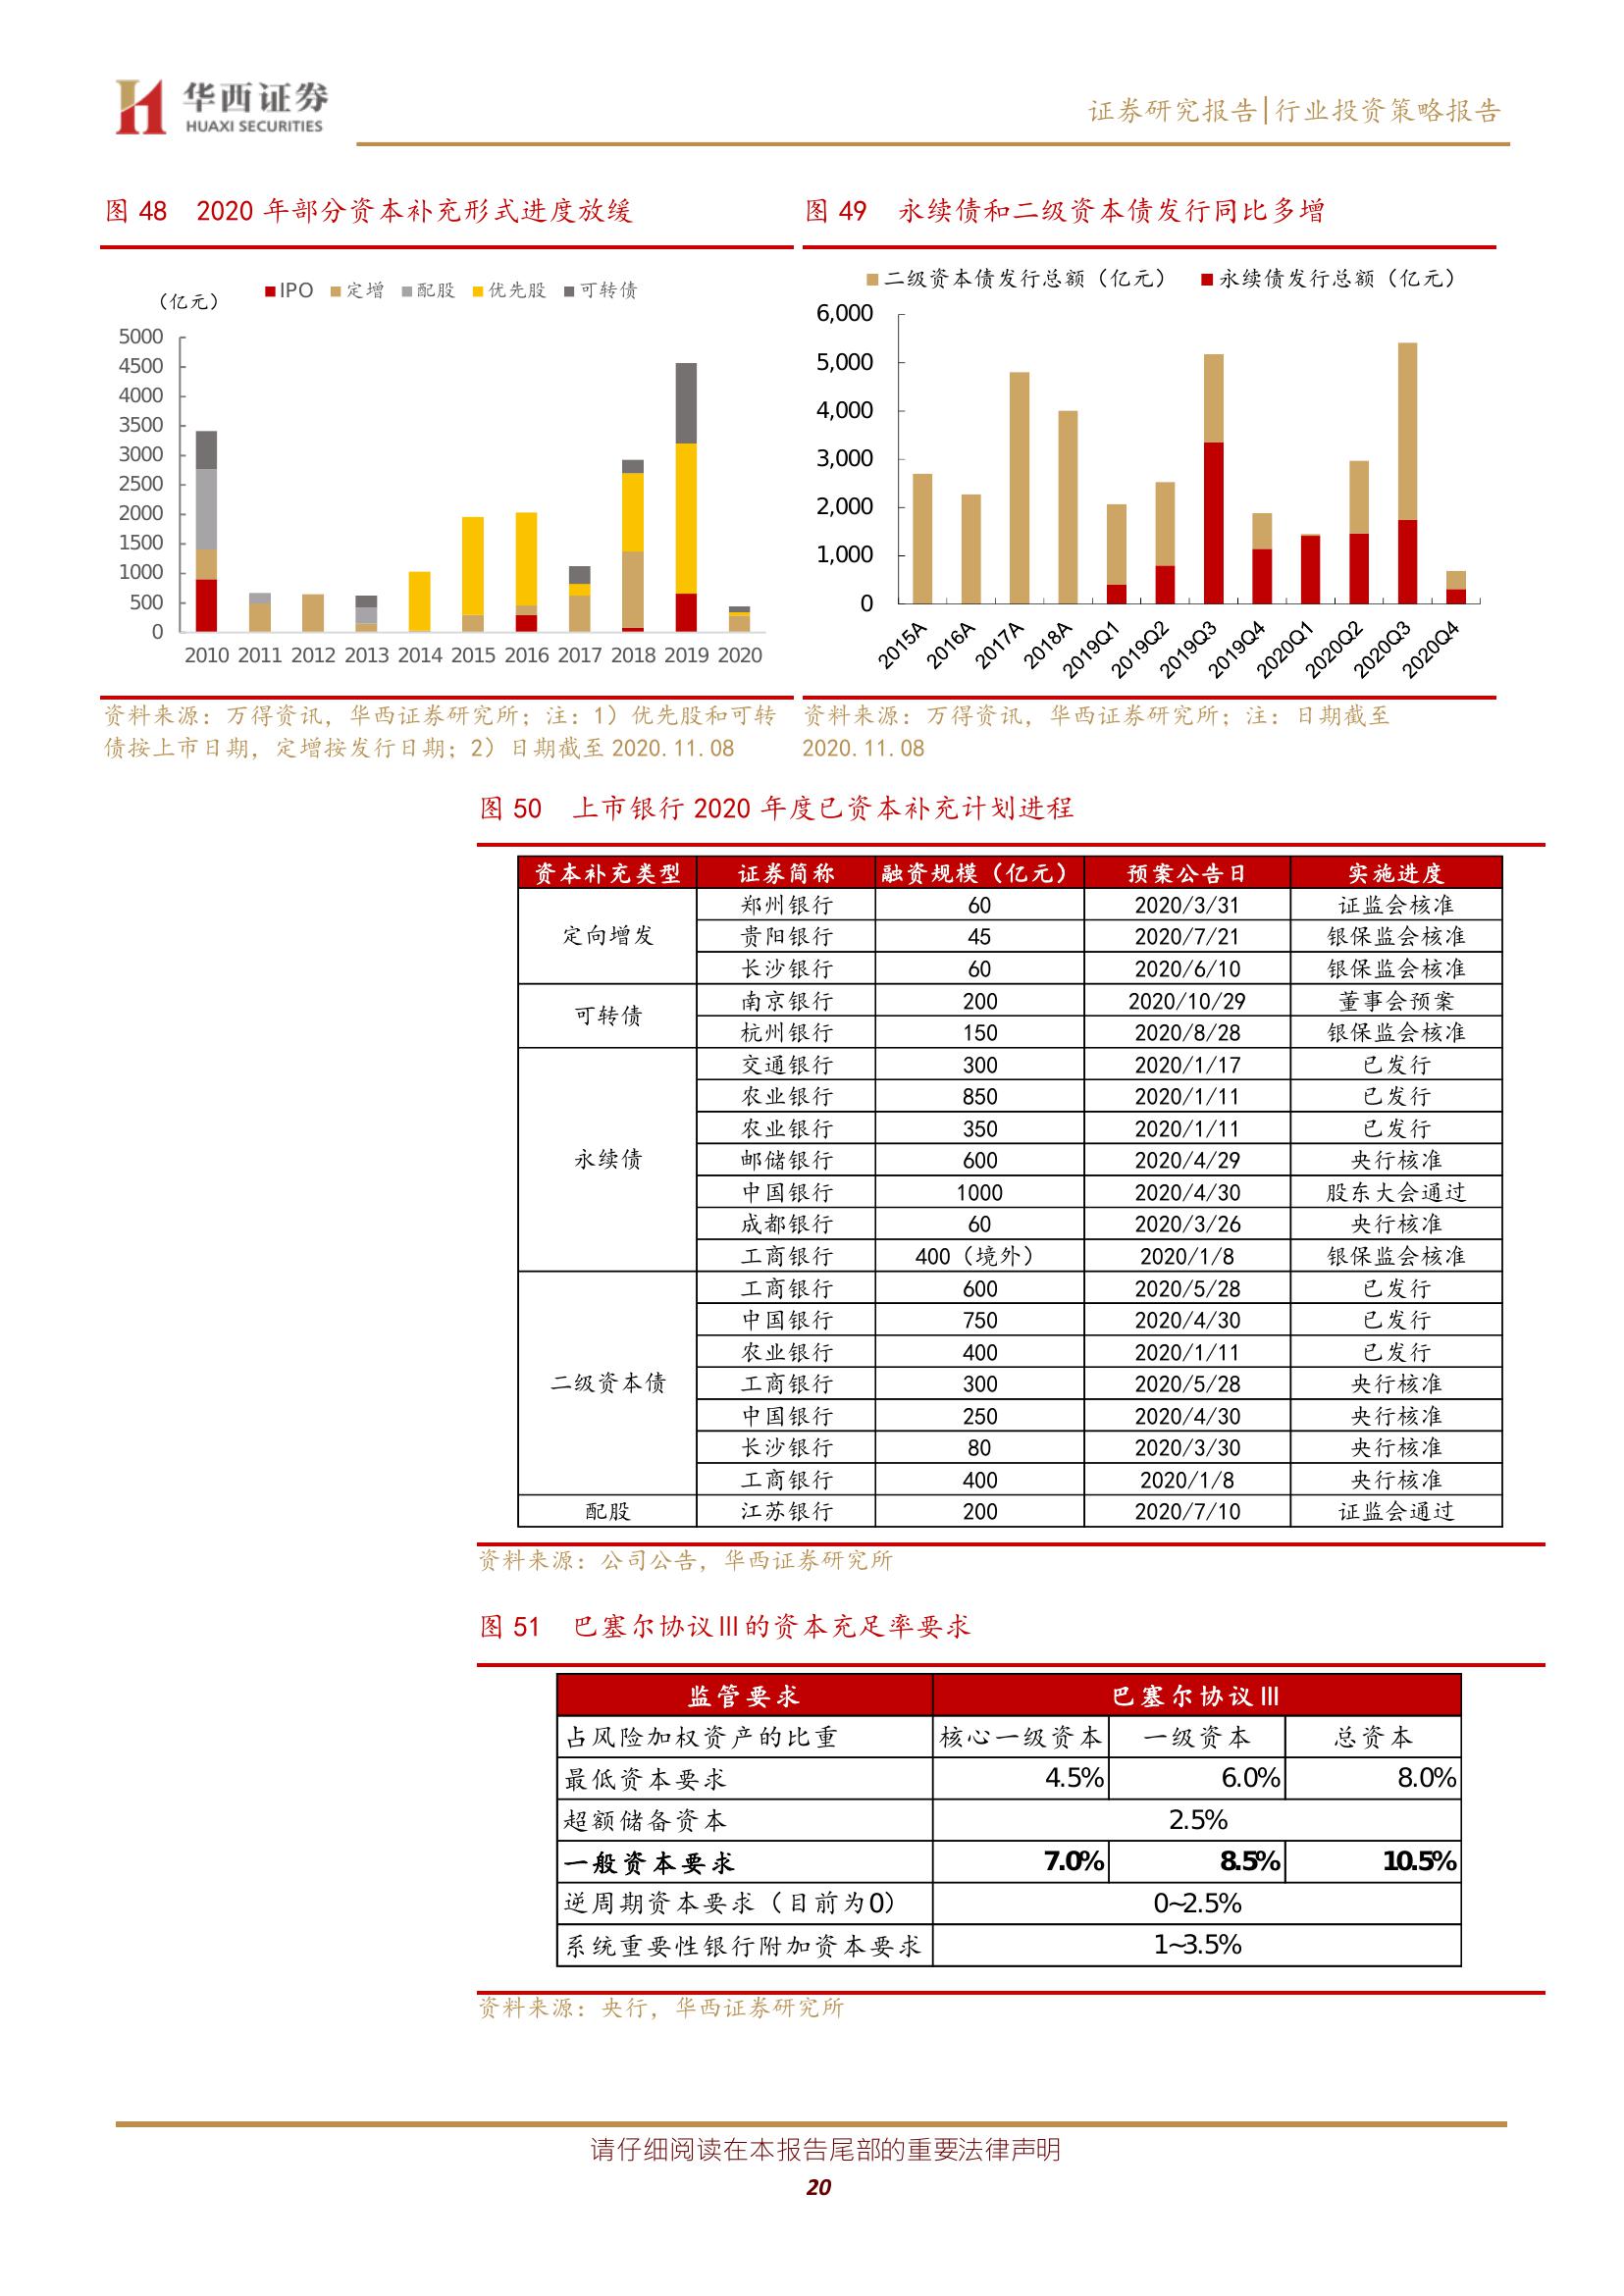 华西证券
HUAXI SECURITIES
证券研究报告|行业投资策略报告
图 48 2020 年部分资本补充形式进度放缓
（亿元）
IPO 定增 配股 优先股 可转债
5000
4500
4000
3500
3000
2500
2000
1500
1000
500
0
2010 2011 2012 2013 2014 2015 2016 2017 2018 2019 2020
资料来源：万得资讯，华西证券研究所；注：1）优先股和可转
债按上市日期，定增按发行日期；2）日期截至 2020.11.08
图 49 永续债和二级资本债发行同比多增
二级资本债发行总额（亿元） 永续债发行总额（亿元）
6,000
5,000
4,000
3,000
2,000
1,000
0
2015A 2016A 2017A 2018A 2019Q1 2019Q2 2019Q3 2019Q4 2020Q1 2020Q2 2020Q3 2020Q4
资料来源：万得资讯，华西证券研究所；注：日期截至
2020.11.08
图 50 上市银行 2020 年度已资本补充计划进程
资本补充类型 证券简称 融资规模（亿元） 预案公告日 实施进度
定向增发 郑州银行 60 2020/3/31 证监会核准
贵阳银行 45 2020/7/21 银保监会核准
长沙银行 60 2020/6/10 银保监会核准
可转债 南京银行 200 2020/10/29 董事会预案
杭州银行 150 2020/8/28 银保监会核准
永续债 交通银行 300 2020/1/17 已发行
农业银行 850 2020/1/11 已发行
农业银行 350 2020/1/11 已发行
邮储银行 600 2020/4/29 央行核准
中国银行 1000 2020/4/30 股东大会通过
成都银行 60 2020/3/26 央行核准
工商银行 400（境外） 2020/1/8 银保监会核准
二级资本债 工商银行 600 2020/5/28 已发行
中国银行 750 2020/4/30 已发行
农业银行 400 2020/1/11 已发行
工商银行 300 2020/5/28 央行核准
中国银行 250 2020/4/30 央行核准
长沙银行 80 2020/3/30 央行核准
工商银行 400 2020/1/8 央行核准
配股 江苏银行 200 2020/7/10 证监会通过
资料来源：公司公告，华西证券研究所
图 51 巴塞尔协议Ⅲ的资本充足率要求
监管要求 巴塞尔协议Ⅲ
占风险加权资产的比重 核心一级资本 一级资本 总资本
最低资本要求 4.5% 6.0% 8.0%
超额储备资本 2.5%
一般资本要求 7.0% 8.5% 10.5%
逆周期资本要求（目前为0） 0~2.5%
系统重要性银行附加资本要求 1~3.5%
资料来源：央行，华西证券研究所
请仔细阅读在本报告尾部的重要法律声明
20